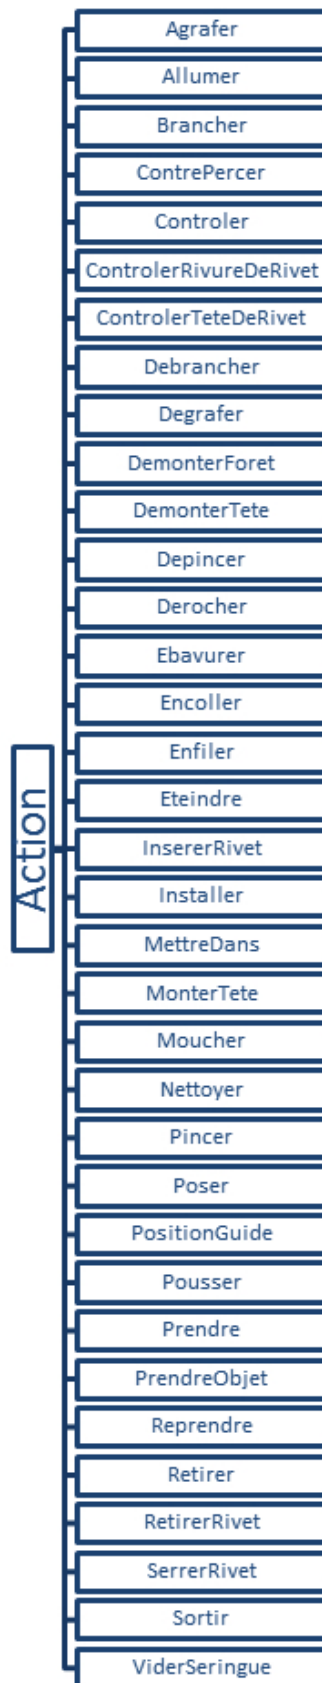 Agrafer
Allumer
Brancher
ContrePercer
Controler
ControlerRivureDeRivet
ControlerTeteDeRivet
Debrancher
Degrafer
DemonterForet
DemonterTete
Depincer
Derocher
Ebavurer
Encoller
Enfiler
Eteindre
Action
InsererRivet
Installer
MettreDans
MonterTete
Moucher
Nettoyer
Pincer
Poser
PositionGuide
Pousser
Prendre
PrendreObjet
Reprendre
Retirer
RetirerRivet
SerrerRivet
Sortir
ViderSeringue